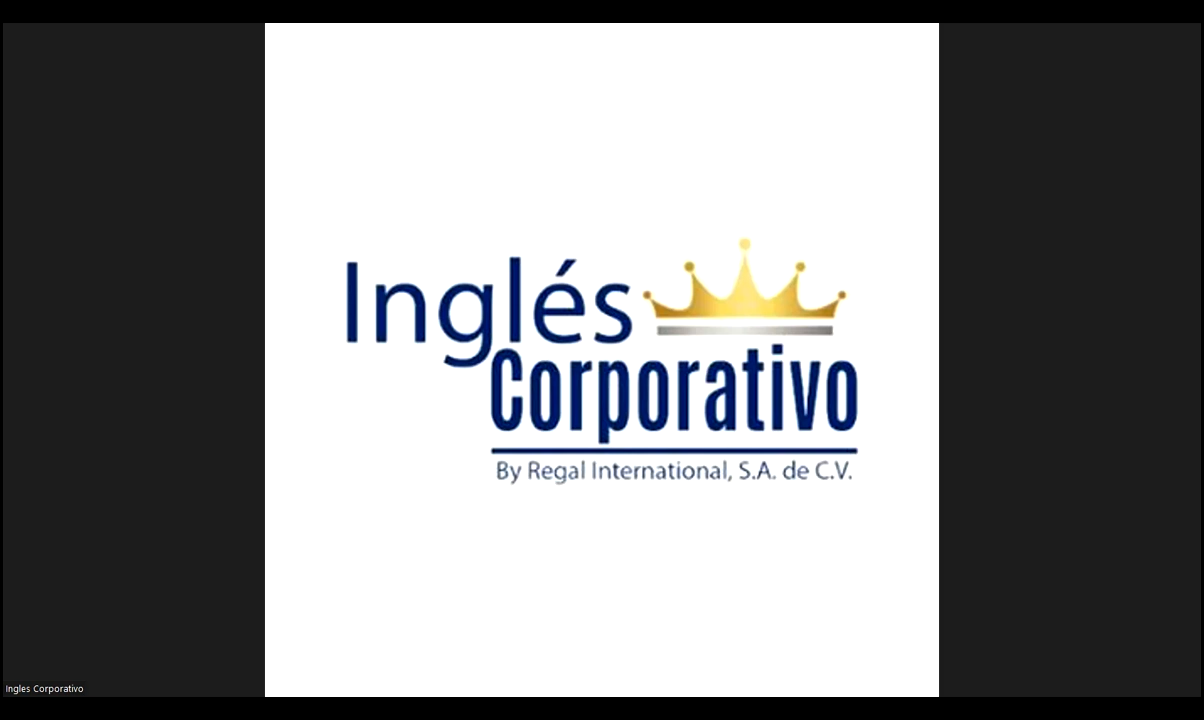 Inglés
Corporativo
By Regal International, S.A. de C.V.
Ingles Corporativo